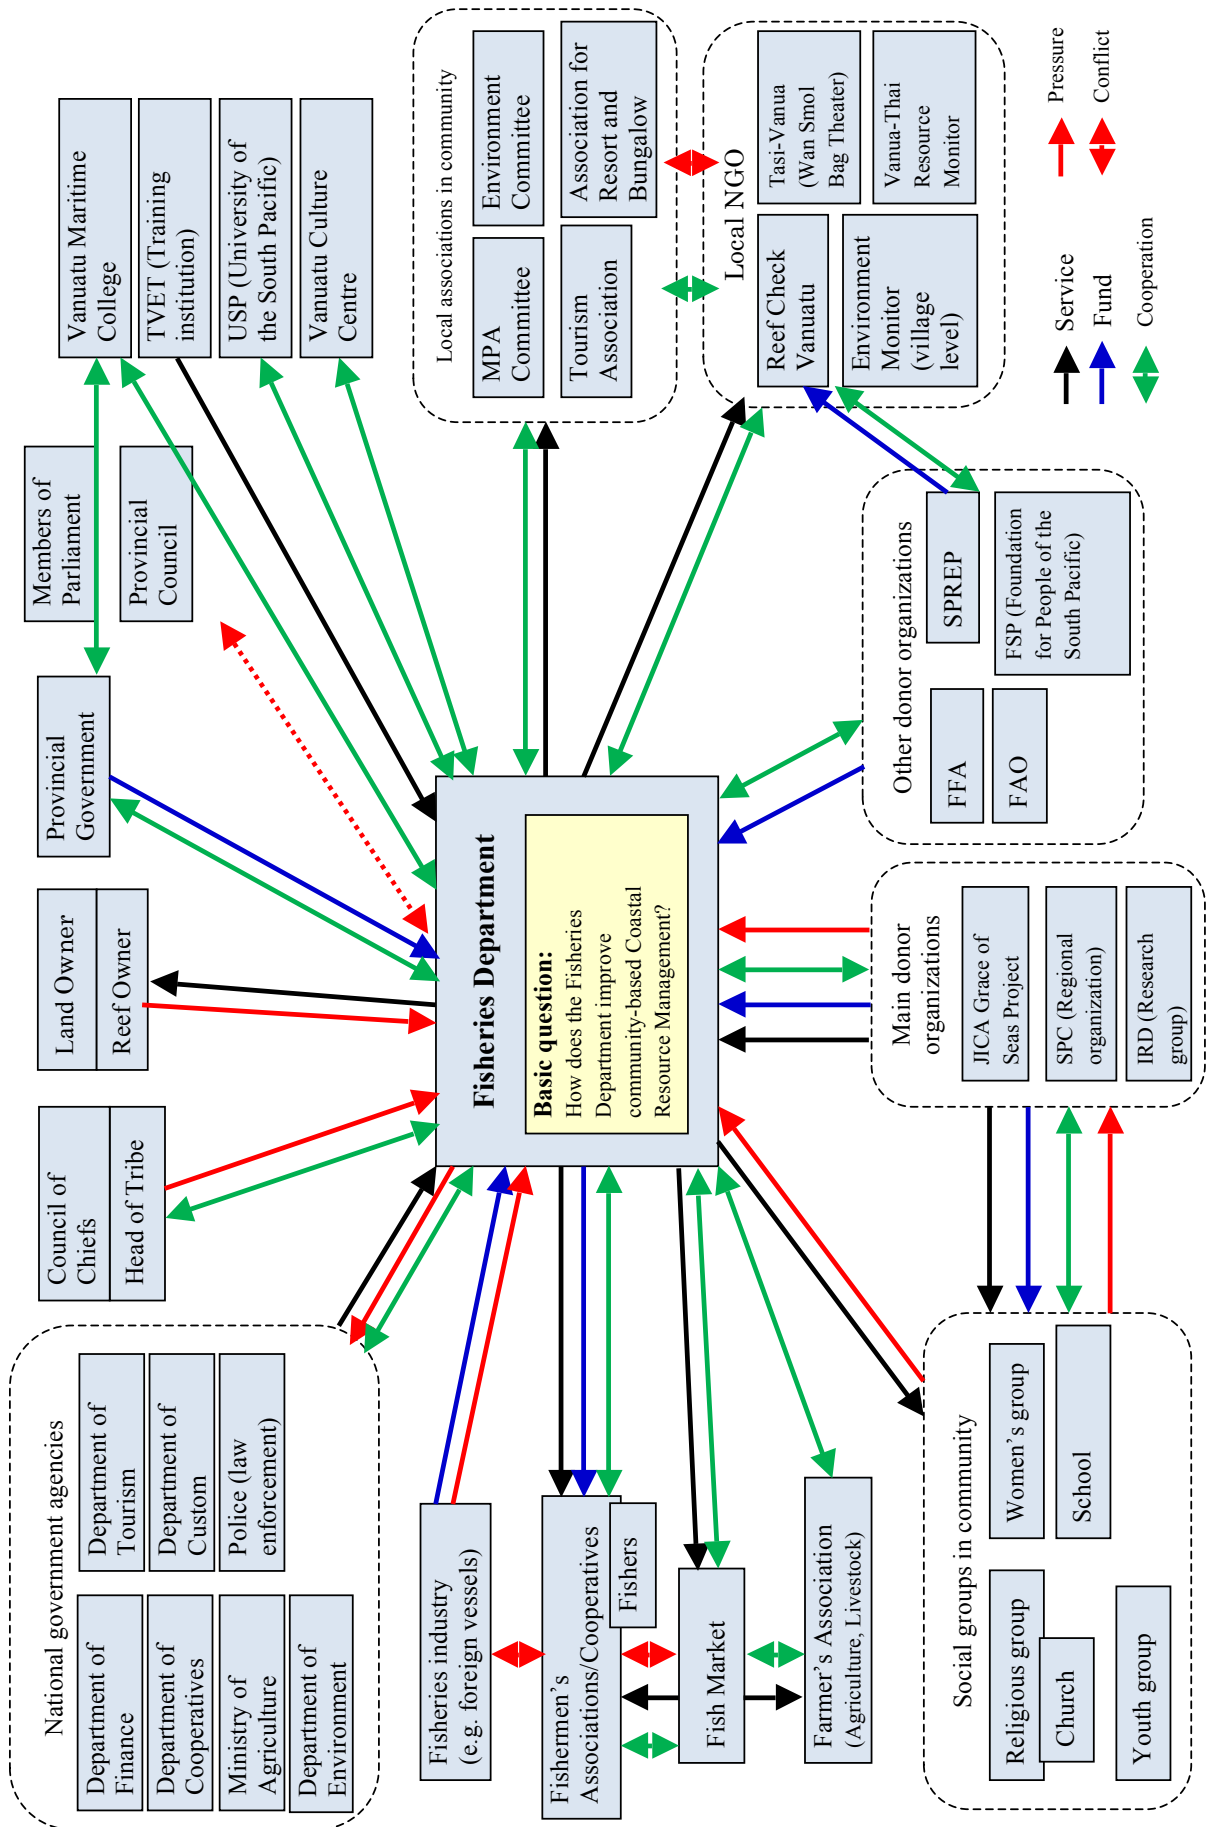 National government agencies
Department of
Finance
Department of
Cooperatives
Ministry of
Agriculture
Department of
Environment
Department of
Tourism
Department of
Custom
Police (law
enforcement)
Council of
Chiefs
Head of Tribe
Land Owner
Reef Owner
Provincial
Government
Members of
Parliament
Provincial
Council
Vanuatu Maritime
College
TVET (Training
institution)
USP (University of
the South Pacific)
Vanuatu Culture
Centre
Fisheries industry
(e.g. foreign vessels)
Fishermen's
Associations/Cooperatives
Fishers
Fish Market
Farmer's Association
(Agriculture, Livestock)
Fisheries Department
Basic question:
How does the Fisheries
Department improve
community-based Coastal
Resource Management?
Local associations in community
MPA
Committee
Environment
Committee
Tourism
Association
Association for
Resort and
Bungalow
Local NGO
Reef Check
Vanuatu
Tasi-Vanua
(Wan Smol
Bag Theater)
Environment
Monitor
(village
level)
Vanua-Thai
Resource
Monitor
Social groups in community
Religious group
Church
Youth group
Women's group
School
Main donor
organizations
JICA Grace of
Seas Project
SPC (Regional
organization)
IRD (Research
group)
Other donor organizations
FFA
FAO
SPREP
FSP (Foundation
for People of the
South Pacific)
Service
Fund
Cooperation
Pressure
Conflict